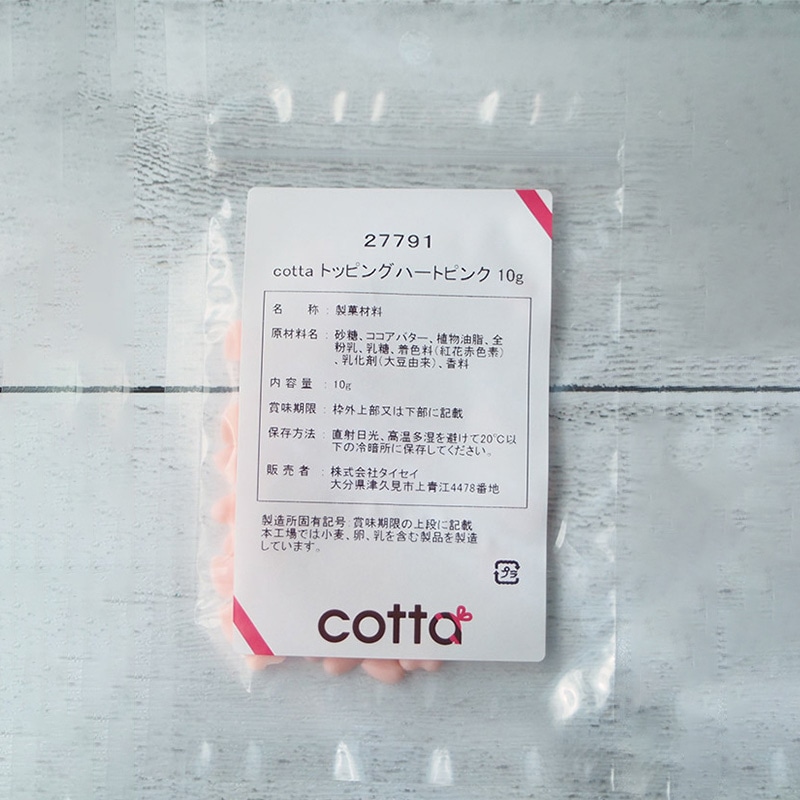 27791
cotta トッピングハートピンク 10g
名 称 : 製菓材料
原材料名 : 砂糖、ココアバター、植物油脂、全
粉乳、乳糖、着色料(紅花赤色素)
、乳化剤(大豆由来)、香料
内容量 : 10g
賞味期限 : 枠外上部又は下部に記載
保存方法 : 直射日光、高温多湿を避けて20℃以
下の冷暗所に保存してください。
販売者 : 株式会社タイセイ
大分県津久見市上青江4478番地
製造所固有記号:賞味期限の上段に記載
本工場では小麦、卵、乳を含む製品を製造
しています。
プラ
cotta